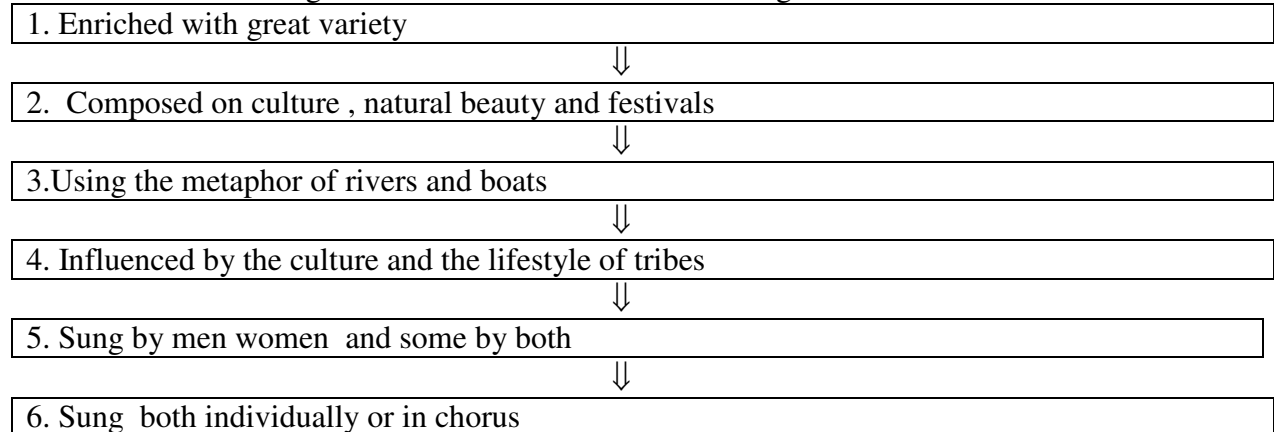 1. Enriched with great variety
⇓
2. Composed on culture , natural beauty and festivals
⇓
3.Using the metaphor of rivers and boats
⇓
4. Influenced by the culture and the lifestyle of tribes
⇓
5. Sung by men women and some by both
⇓
6. Sung both individually or in chorus